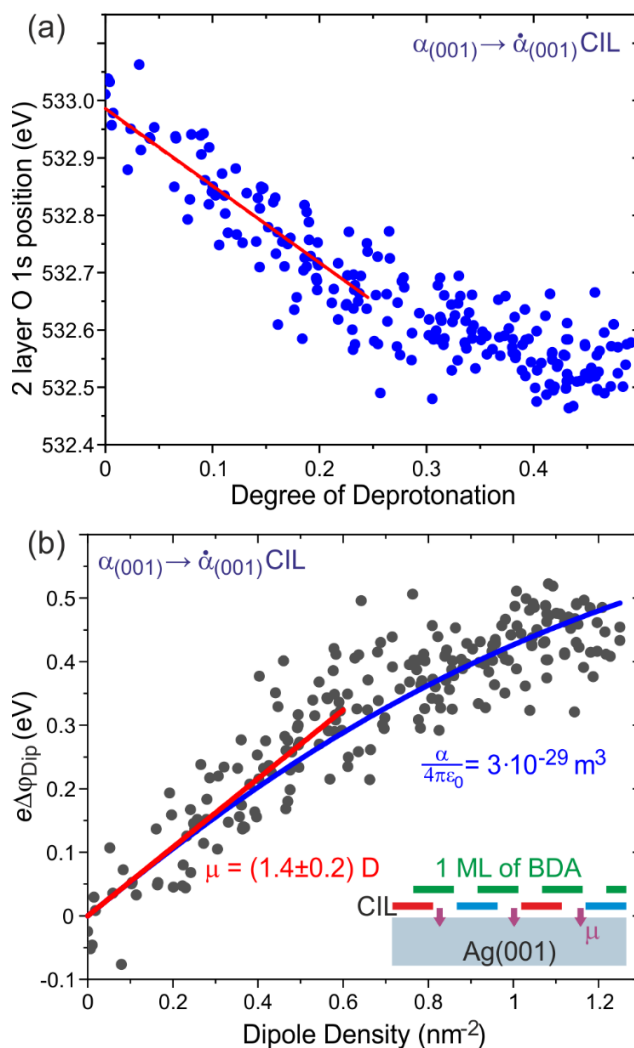 (a)
α(001)→ α̇(001)CIL
533.0
532.9
532.8
532.7
532.6
532.5
532.4
2 layer O 1s position (eV)
0
0.1
0.2
0.3
0.4
Degree of Deprotonation
(b)
α(001)→ α̇(001)CIL
0.5
0.4
0.3
0.2
0.1
0
-0.1
eΔφDip (eV)
α/4πε0 = 3·10-29 m3
μ = (1.4±0.2) D
1 ML of BDA
CIL
μ
Ag(001)
0
0.2
0.4
0.6
0.8
1
1.2
Dipole Density (nm-2)